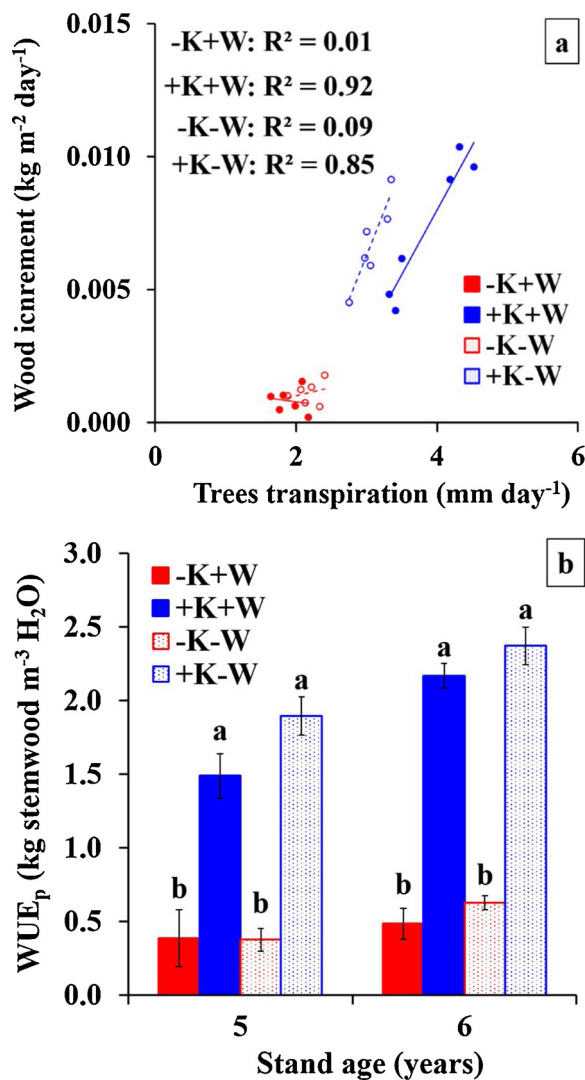 0.015
0.010
0.005
0.000
Wood icnrement (kg m⁻² day⁻¹)
a
-K+W: R² = 0.01
+K+W: R² = 0.92
-K-W: R² = 0.09
+K-W: R² = 0.85
-K+W
+K+W
-K-W
+K-W
0 2 4 6
Trees transpiration (mm day⁻¹)
3.0
2.5
2.0
1.5
1.0
0.5
0.0
WUEₚ (kg stemwood m⁻³ H₂O)
b
-K+W
+K+W
-K-W
+K-W
b a b a b a b a
5 6
Stand age (years)